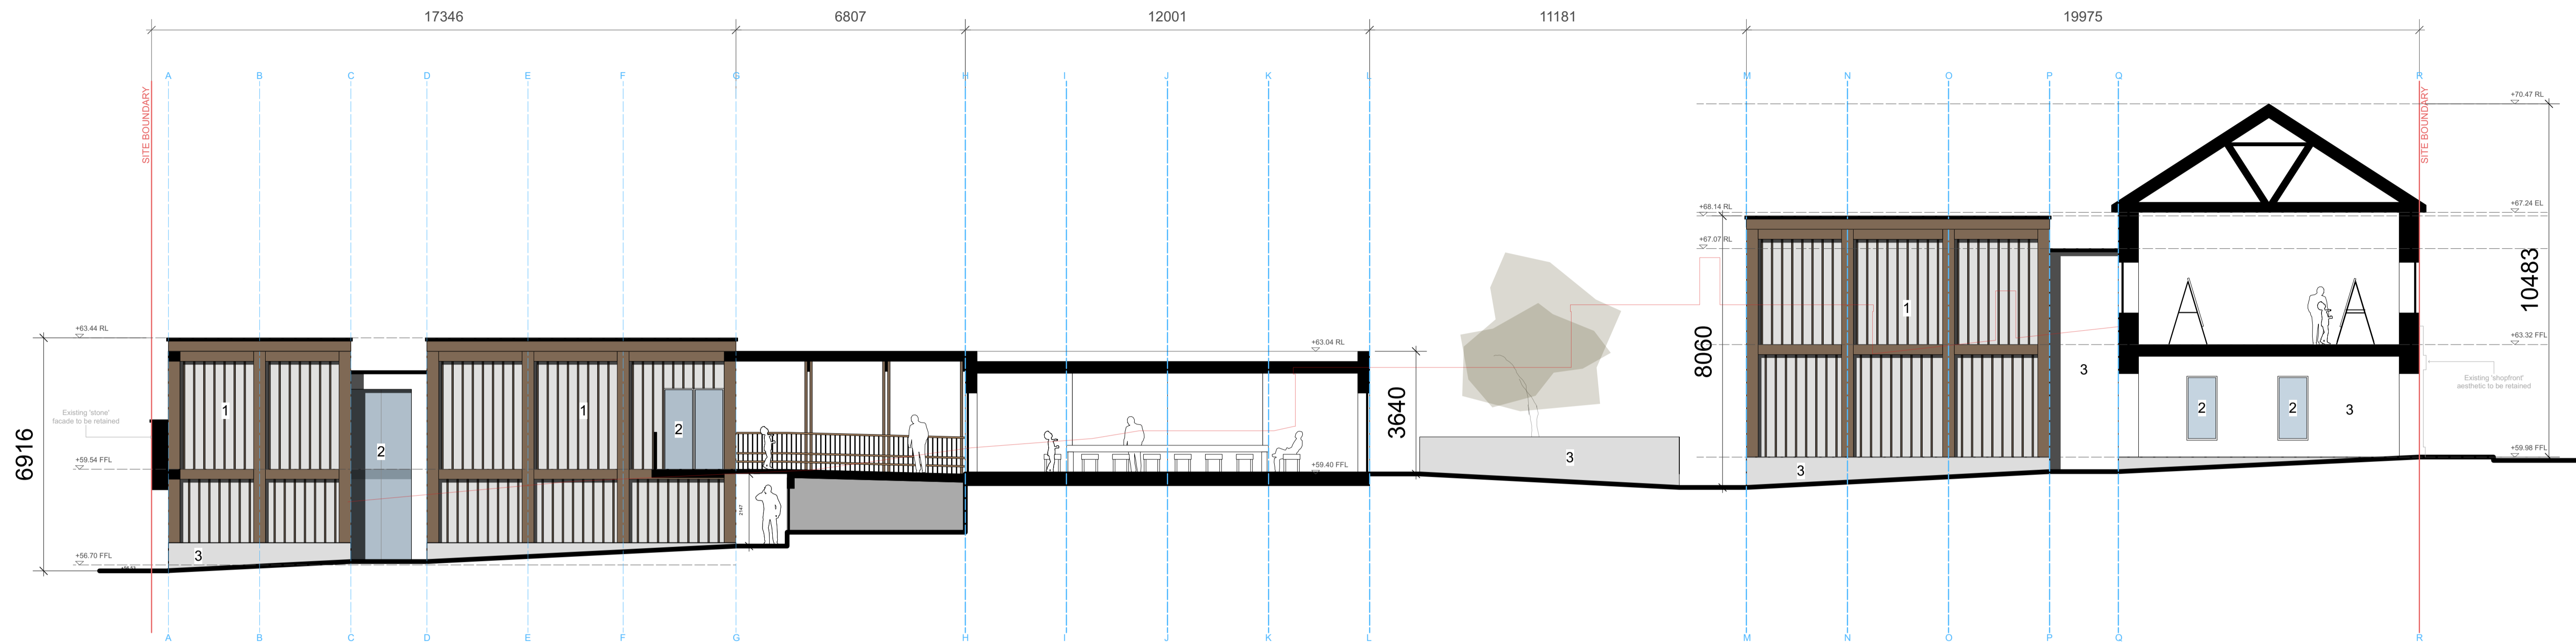 17346 6807 12001 11181 19975
A B C D E F G H I J K L M N O P Q R
SITE BOUNDARY
SITE BOUNDARY
+70.47 RL
+68.14 RL
+67.24 EL
+67.07 RL
10483
+63.44 RL
+63.04 RL
+63.32 FFL
8060
3640
6916
Existing 'stone'
facade to be retained
Existing 'shopfront'
aesthetic to be retained
1 1 1
2 2 2 2
3 3 3 3 3
+59.54 FFL
+59.40 FFL
+59.98 FFL
2147
+56.70 FFL
A B C D E F G H I J K L M N O P Q R